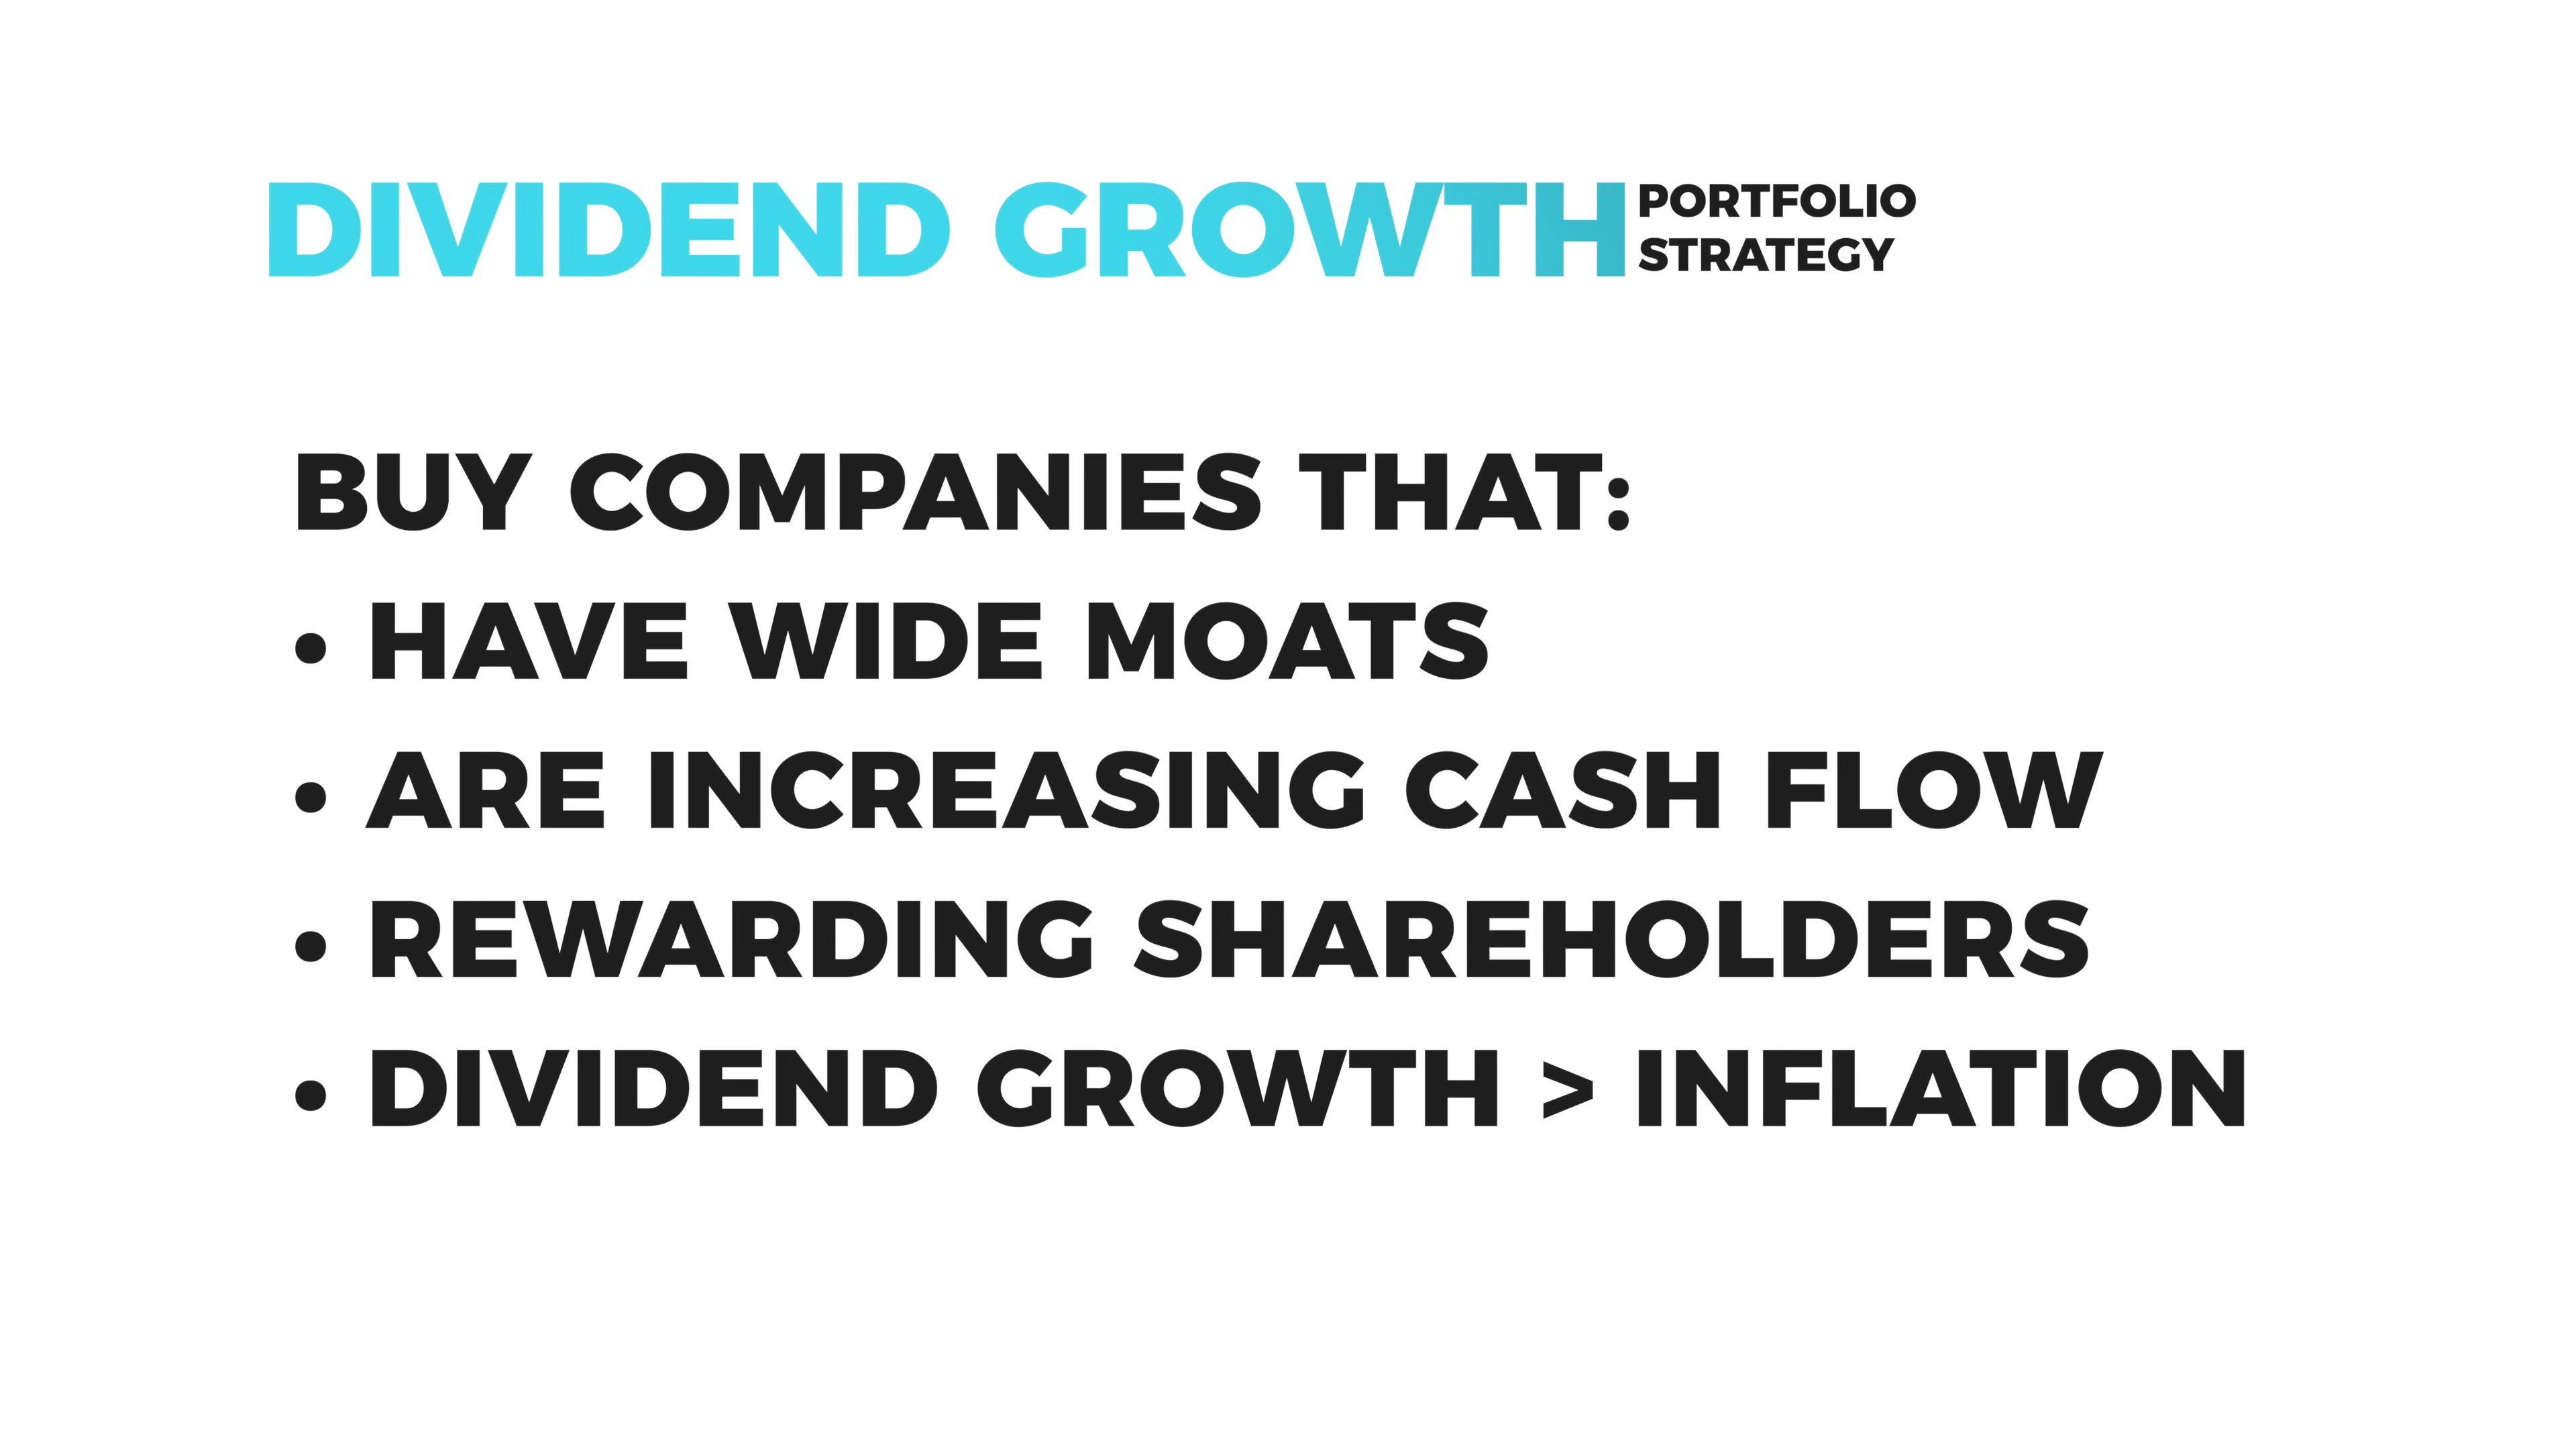 DIVIDEND GROWTH
PORTFOLIO
STRATEGY
BUY COMPANIES THAT:
• HAVE WIDE MOATS
• ARE INCREASING CASH FLOW
• REWARDING SHAREHOLDERS
• DIVIDEND GROWTH > INFLATION